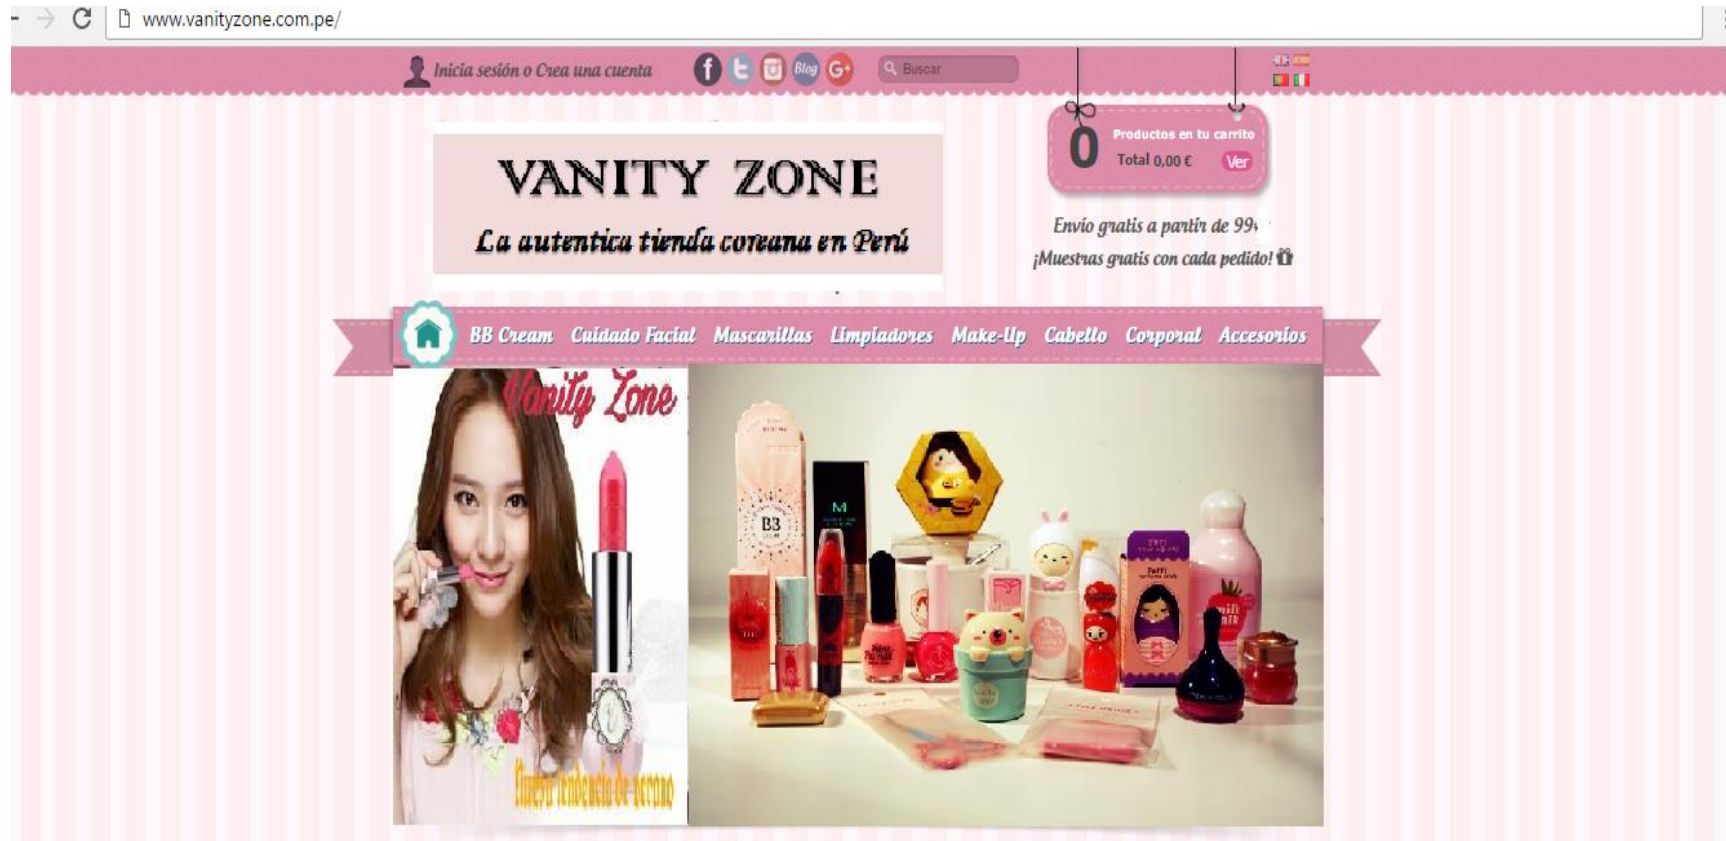 www.vanityzone.com.pe/
Inicia sesión o Crea una cuenta
f
Blog
G+
Buscar
0
Productos en tu carrito
Total 0,00 €
Ver
VANITY ZONE
La autentica tienda coreana en Perú
Envío gratis a partir de 99
¡Muestras gratis con cada pedido!
BB Cream Cuidado Facial Mascarillas Limpiadores Make-Up Cabello Corporal Accesorios
Vanity Zone
Nueva tendencia de verano
BB
M
milk